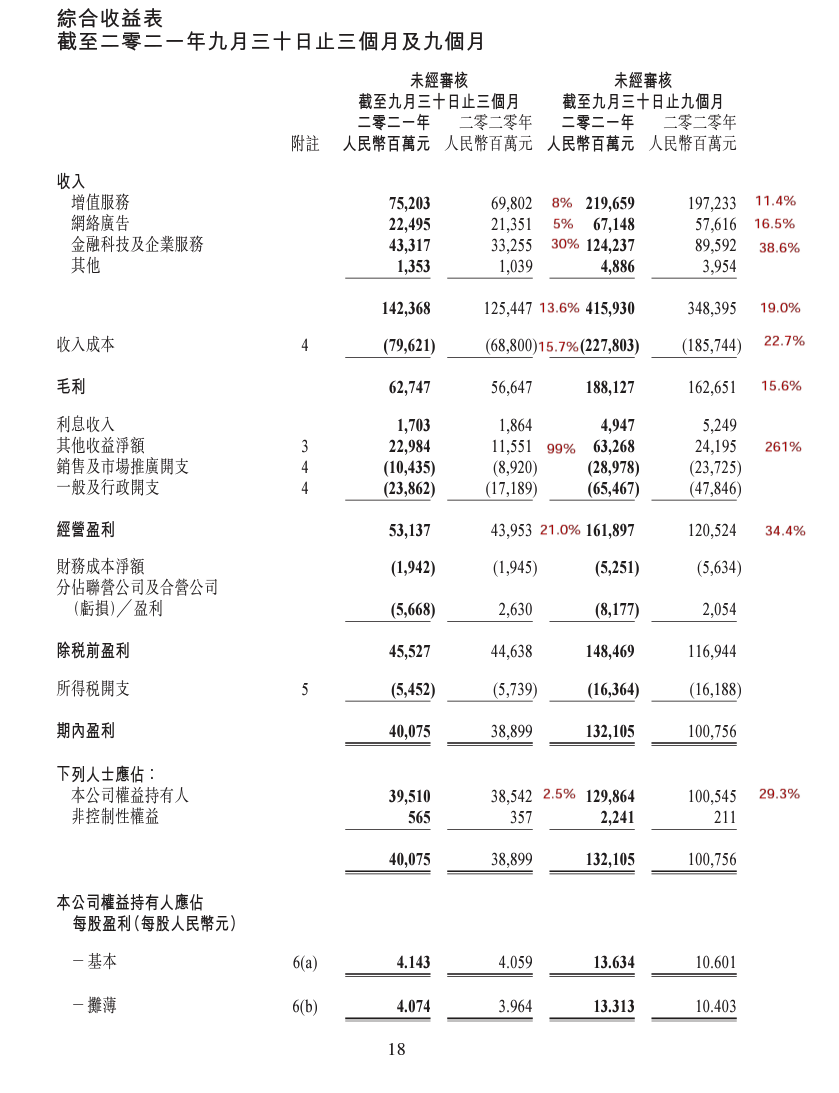 綜合收益表
截至二零二一年九月三十日止三個月及九個月
未經審核 未經審核
截至九月三十日止三個月 截至九月三十日止九個月
二零二一年 二零二零年 二零二一年 二零二零年
附註 人民幣百萬元 人民幣百萬元 人民幣百萬元 人民幣百萬元
收入
增值服務 75,203 69,802 8% 219,659 197,233 11.4%
網絡廣告 22,495 21,351 5% 67,148 57,616 16.5%
金融科技及企業服務 43,317 33,255 30% 124,237 89,592 38.6%
其他 1,353 1,039 4,886 3,954
142,368 125,447 13.6% 415,930 348,395 19.0%
收入成本 4 (79,621) (68,800) 15.7% (227,803) (185,744) 22.7%
毛利 62,747 56,647 188,127 162,651 15.6%
利息收入 1,703 1,864 4,947 5,249
其他收益淨額 3 22,984 11,551 99% 63,268 24,195 261%
銷售及市場推廣開支 4 (10,435) (8,920) (28,978) (23,725)
一般及行政開支 4 (23,862) (17,189) (65,467) (47,846)
經營盈利 53,137 43,953 21.0% 161,897 120,524 34.4%
財務成本淨額 (1,942) (1,945) (5,251) (5,634)
分佔聯營公司及合營公司
(虧損)／盈利 (5,668) 2,630 (8,177) 2,054
除稅前盈利 45,527 44,638 148,469 116,944
所得稅開支 5 (5,452) (5,739) (16,364) (16,188)
期內盈利 40,075 38,899 132,105 100,756
下列人士應佔：
本公司權益持有人 39,510 38,542 2.5% 129,864 100,545 29.3%
非控制性權益 565 357 2,241 211
40,075 38,899 132,105 100,756
本公司權益持有人應佔
每股盈利(每股人民幣元)
－基本 6(a) 4.143 4.059 13.634 10.601
－攤薄 6(b) 4.074 3.964 13.313 10.403
18